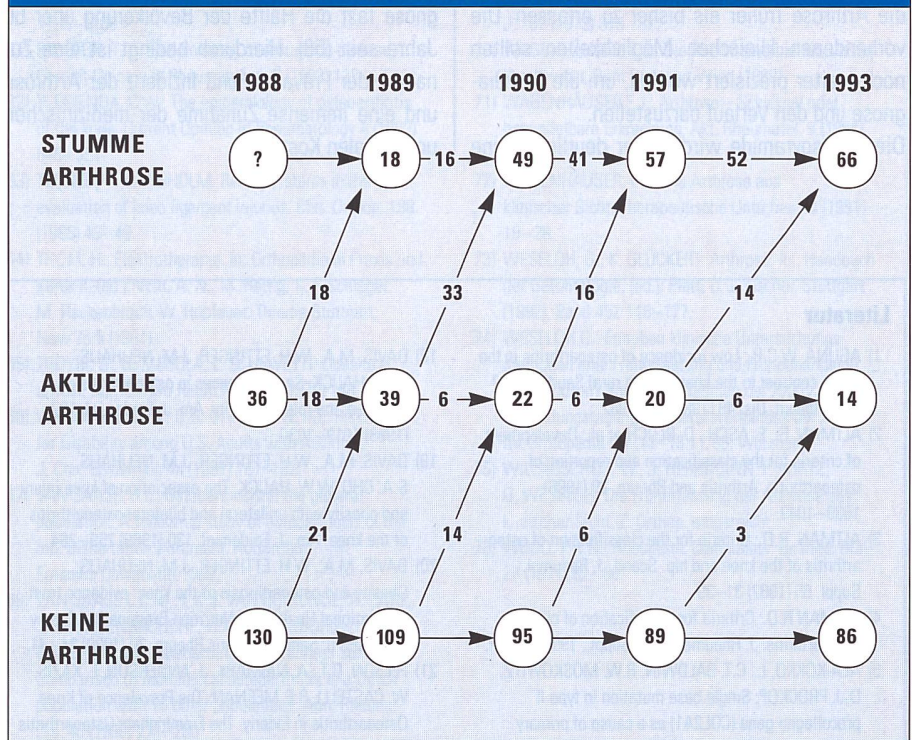 1988 1989 1990 1991 1993
STUMME
ARTHROSE
? 18 16 49 41 57 52 66
18 33 16 14
AKTUELLE
ARTHROSE
36 18 39 6 22 6 20 6 14
21 14 6 3
KEINE
ARTHROSE
130 109 95 89 86